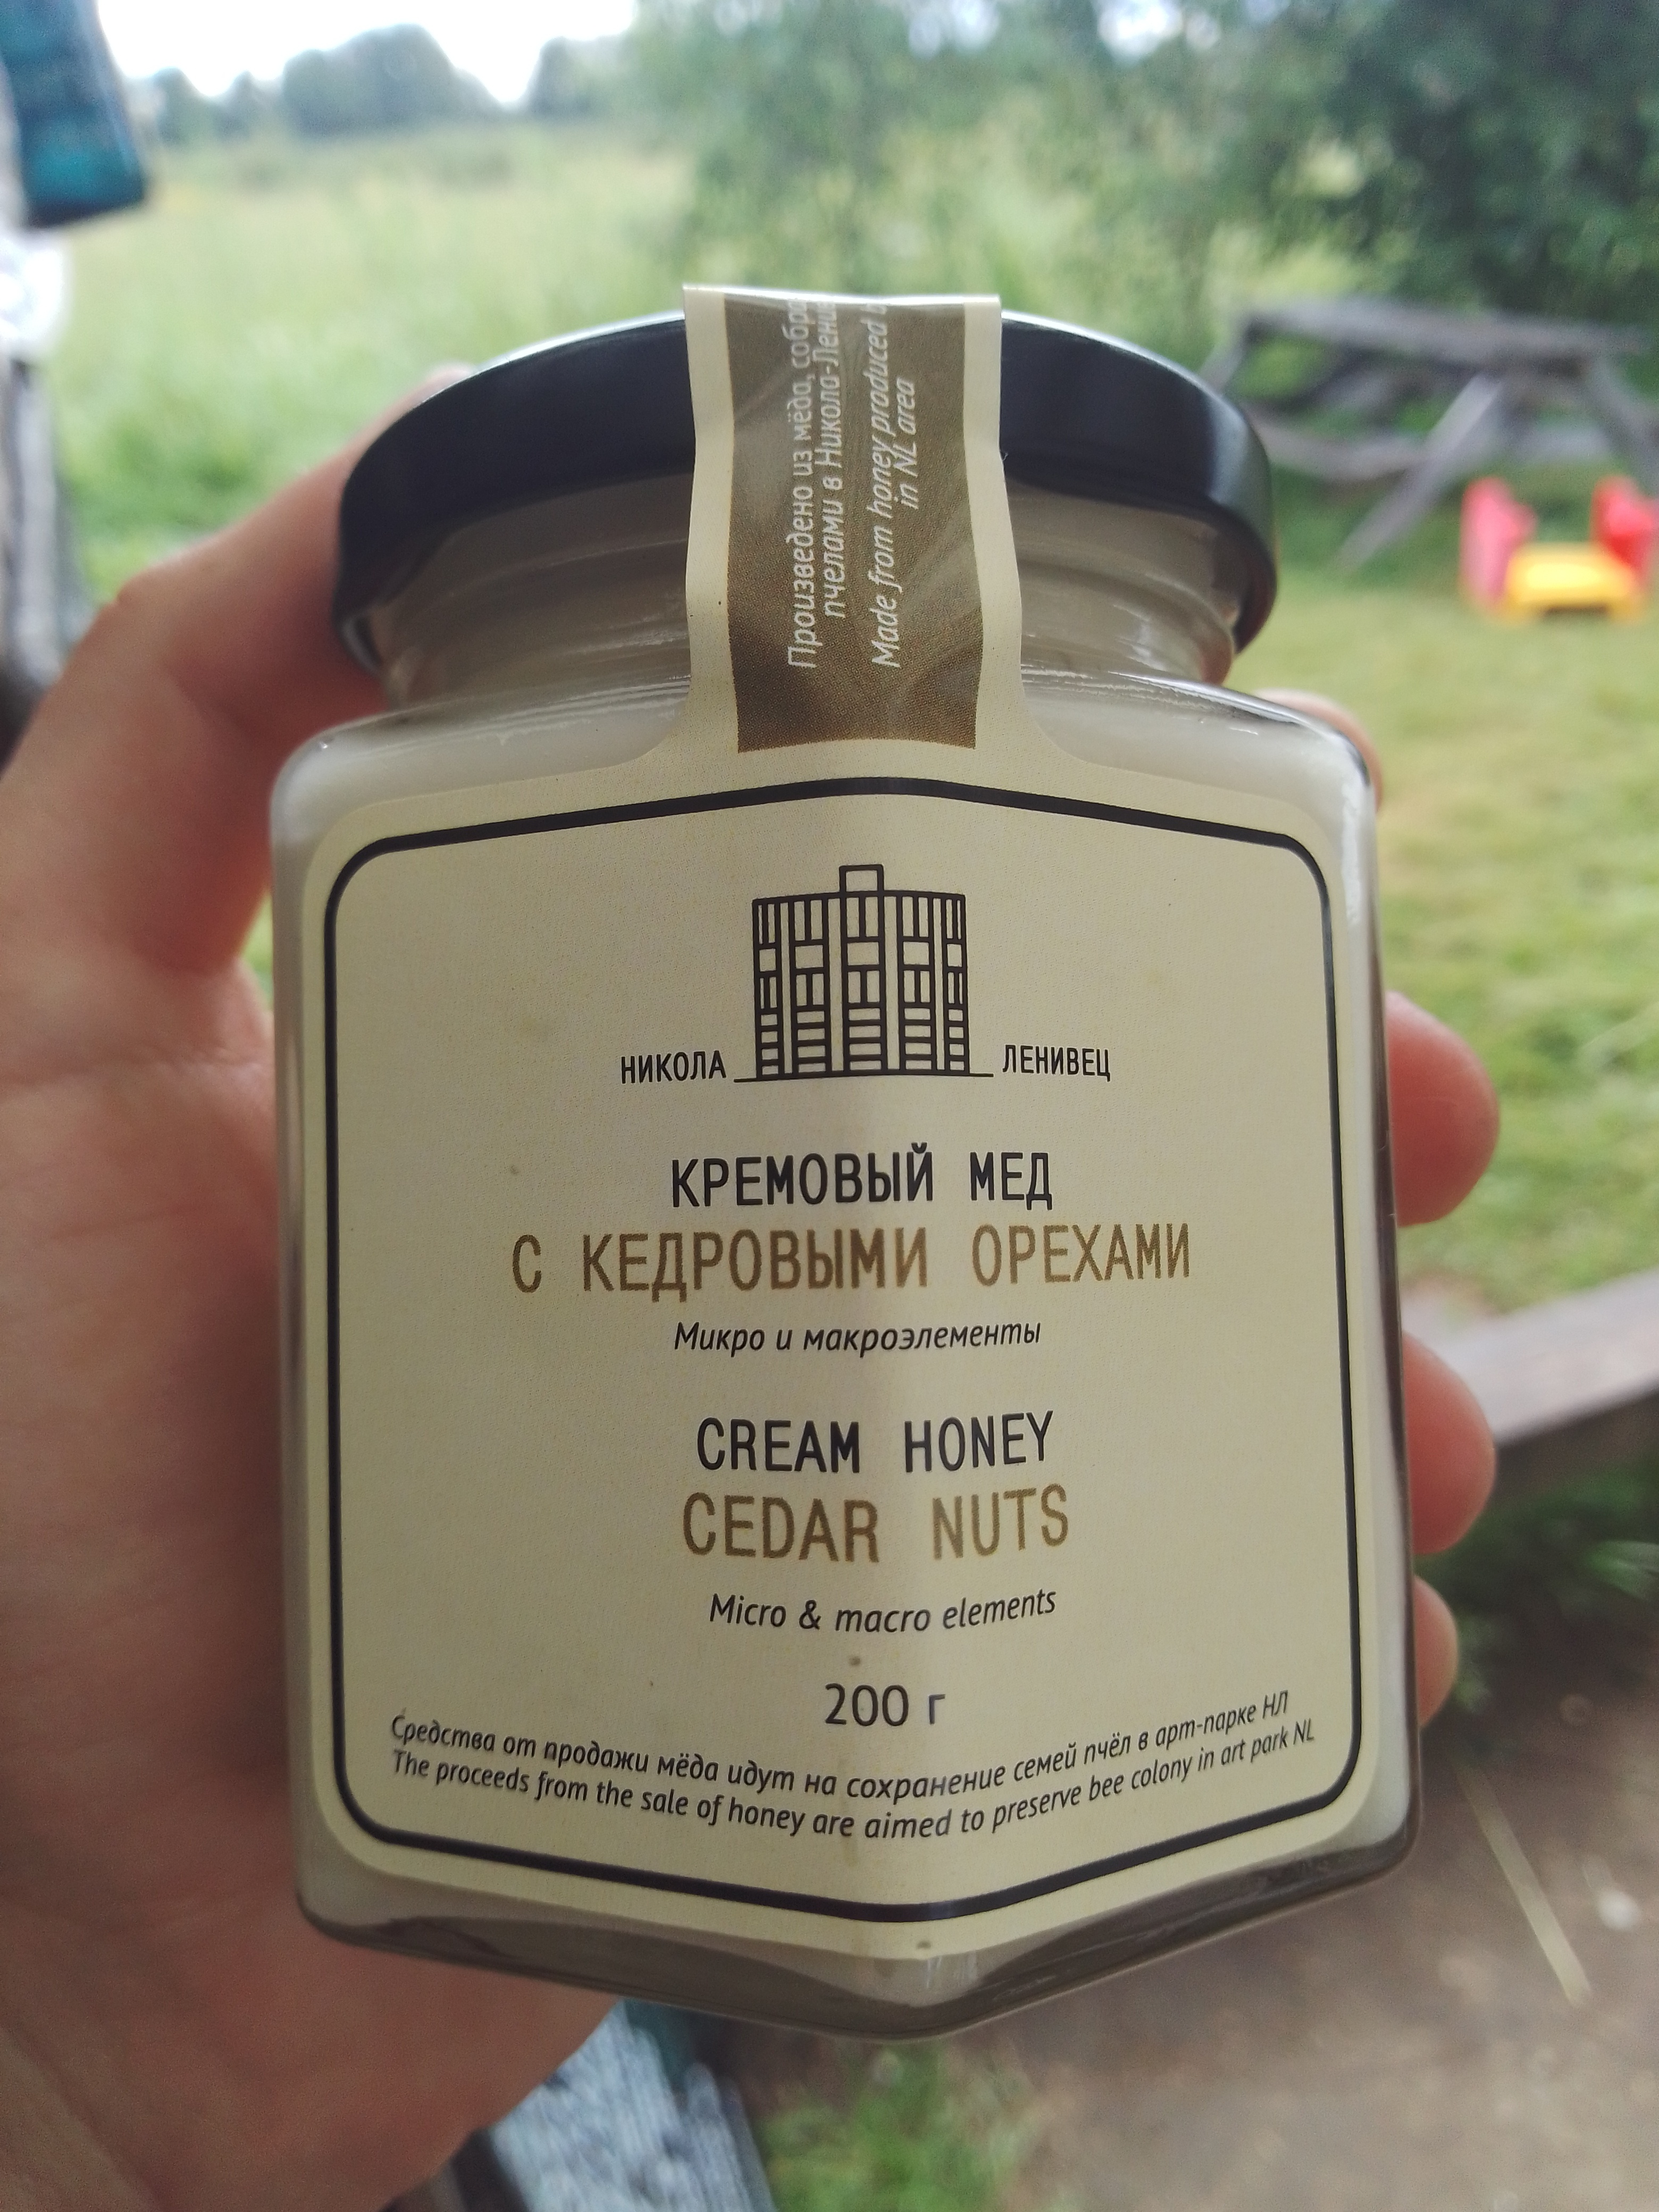 Произведено из мёда,
пчелами в Никола-
Made from honey produced
in NL area
НИКОЛА ЛЕНИВЕЦ
КРЕМОВЫЙ МЕД
С КЕДРОВЫМИ ОРЕХАМИ
Микро и макроэлементы
CREAM HONEY
CEDAR NUTS
Micro & macro elements
200 г
Средства от продажи мёда идут на сохранение семей пчёл в арт-парке НЛ
The proceeds from the sale of honey are aimed to preserve bee colony in art park NL